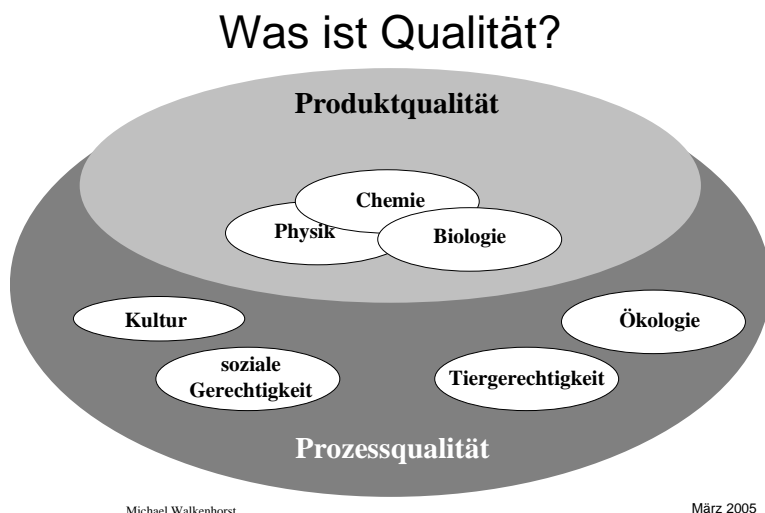 Was ist Qualität?
Produktqualität
Chemie
Physik
Biologie
Kultur
Ökologie
soziale
Gerechtigkeit
Tiergerechtigkeit
Prozessqualität
Michael Walkenhorst
März 2005